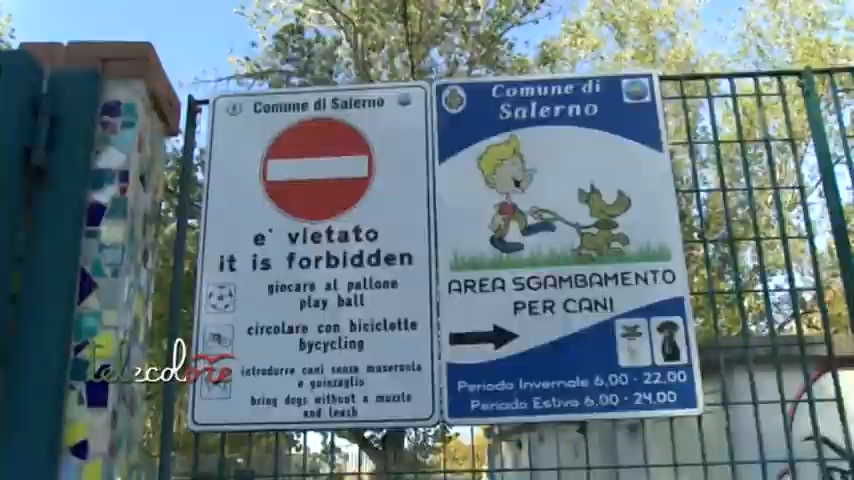 Comune di Salerno
e' vietato
it is forbidden
giocare al pallone
play ball
circolare con biciclette
bycycling
introdurre cani senza museruola
e guinzaglio
bring dogs without a muzzle
and leach
telecolore
Comune di
Salerno
AREA SGAMBAMENTO
PER CANI
Periodo Invernale 6,00 - 22,00
Periodo Estivo 6,00 - 24,00